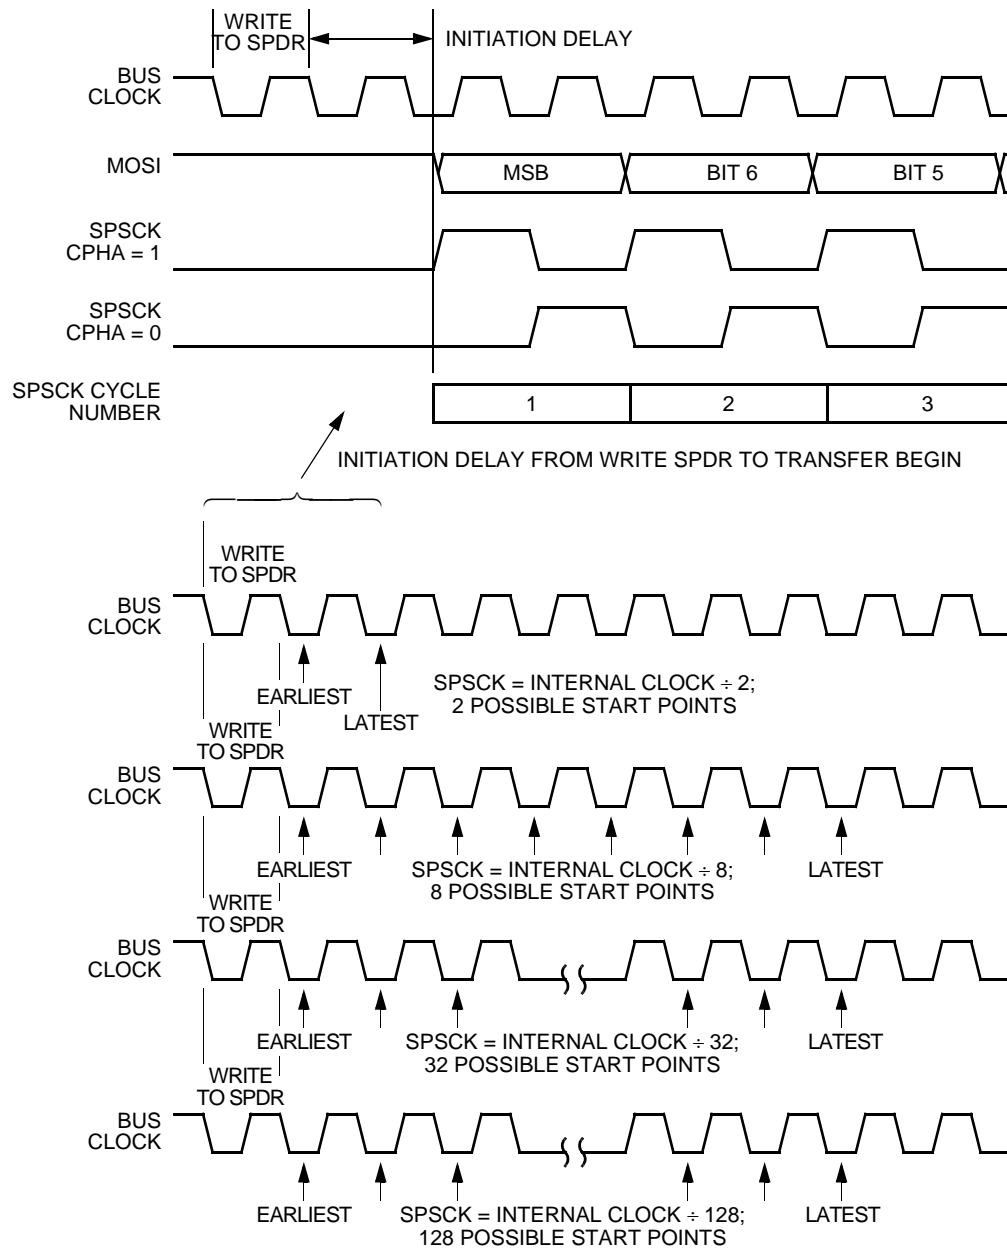 WRITE
TO SPDR
INITIATION DELAY
BUS
CLOCK
MOSI
MSB
BIT 6
BIT 5
SPSCK
CPHA = 1
SPSCK
CPHA = 0
SPSCK CYCLE
NUMBER
1
2
3
INITIATION DELAY FROM WRITE SPDR TO TRANSFER BEGIN
WRITE
TO SPDR
BUS
CLOCK
EARLIEST
LATEST
SPSCK = INTERNAL CLOCK ÷ 2;
2 POSSIBLE START POINTS
WRITE
TO SPDR
BUS
CLOCK
EARLIEST
SPSCK = INTERNAL CLOCK ÷ 8;
8 POSSIBLE START POINTS
LATEST
WRITE
TO SPDR
BUS
CLOCK
EARLIEST
SPSCK = INTERNAL CLOCK ÷ 32;
32 POSSIBLE START POINTS
LATEST
WRITE
TO SPDR
BUS
CLOCK
EARLIEST
SPSCK = INTERNAL CLOCK ÷ 128;
128 POSSIBLE START POINTS
LATEST